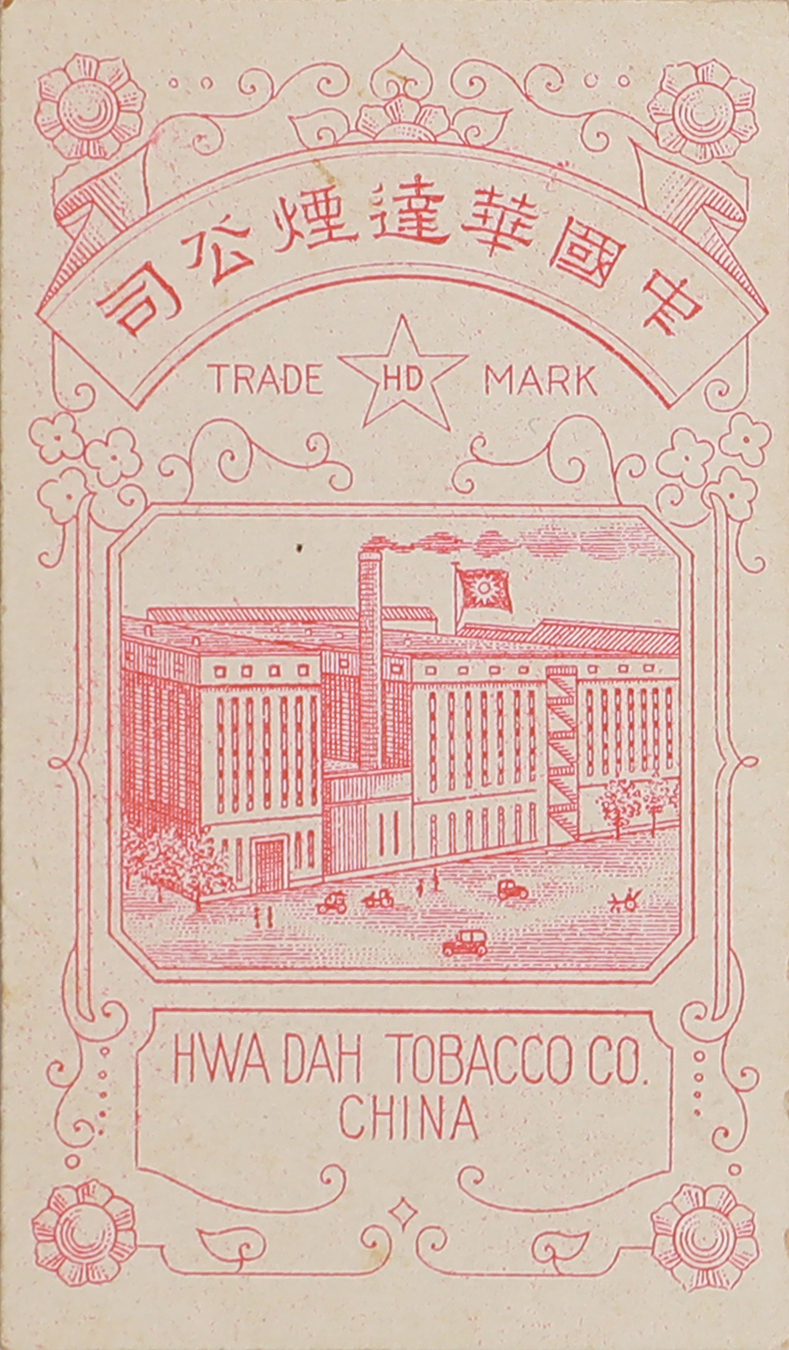 中國華達煙公司
TRADE HD MARK
HWA DAH TOBACCO CO.
CHINA